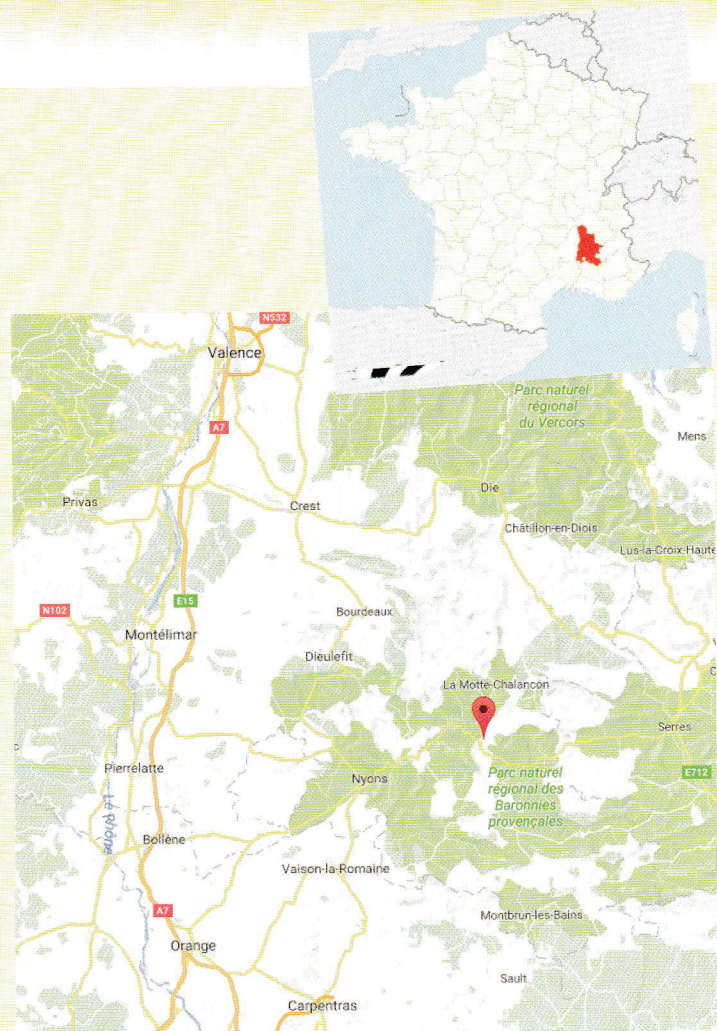 N532
Valence
Parc naturel
régional
du Vercors
A7
Mens
Die
Privas
Crest
Châtillon-en-Diois
Lus-la-Croix-Haute
E15
N102
Bourdeaux
Montélimar
Dieulefit
La Motte-Chalancon
Serres
Pierrelatte
Parc naturel
régional des
Baronnies
provençales
E712
Nyons
Le Rhône
Bollène
Vaison-la-Romaine
A7
Montbrun-les-Bains
Orange
Sault
Carpentras